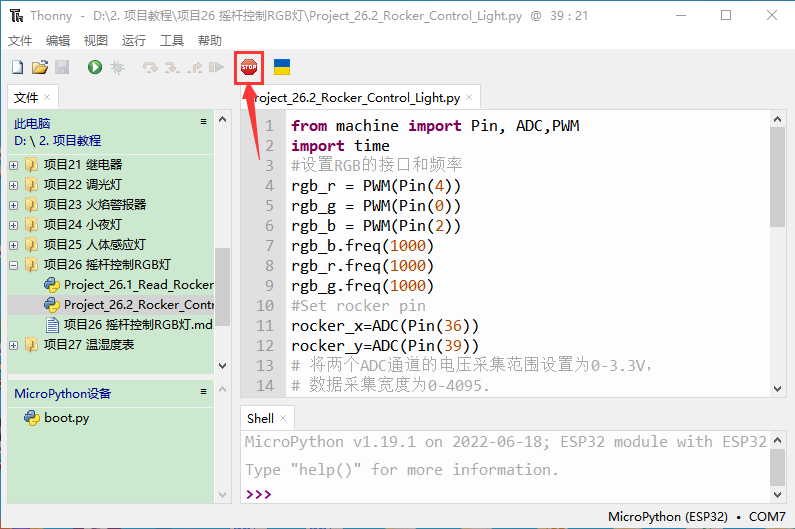 Thonny - D:\2. 项目教程\项目26 摇杆控制RGB灯\Project_26.2_Rocker_Control_Light.py @ 39 : 21
文件 编辑 视图 运行 工具 帮助
STOP
文件 ×
此电脑
D: \ 2. 项目教程
项目21 继电器
项目22 调光灯
项目23 火焰警报器
项目24 小夜灯
项目25 人体感应灯
项目26 摇杆控制RGB灯
Project_26.1_Read_Rocker
Project_26.2_Rocker_Contr
项目26 摇杆控制RGB灯.md
项目27 温湿度表
MicroPython设备
boot.py
Project_26.2_Rocker_Control_Light.py ×
1 from machine import Pin, ADC,PWM
2 import time
3 #设置RGB的接口和频率
4 rgb_r = PWM(Pin(4))
5 rgb_g = PWM(Pin(0))
6 rgb_b = PWM(Pin(2))
7 rgb_b.freq(1000)
8 rgb_r.freq(1000)
9 rgb_g.freq(1000)
10 #Set rocker pin
11 rocker_x=ADC(Pin(36))
12 rocker_y=ADC(Pin(39))
13 # 将两个ADC通道的电压采集范围设置为0-3.3V，
14 # 数据采集宽度为0-4095.
Shell ×
MicroPython v1.19.1 on 2022-06-18; ESP32 module with ESP32
Type "help()" for more information.
>>>
MicroPython (ESP32) • COM7